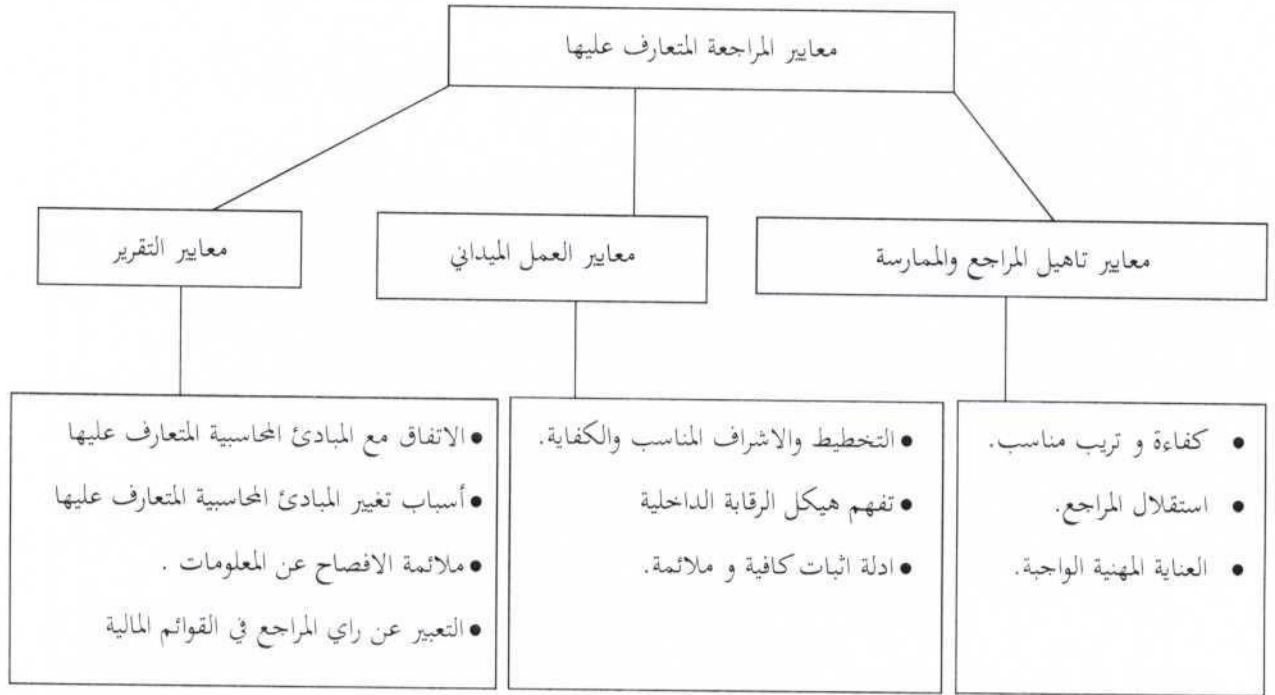 معايير المراجعة المتعارف عليها
معايير تاهيل المراجع والممارسة
معايير العمل الميداني
معايير التقرير
• كفاءة و تريب مناسب.
• استقلال المراجع.
• العناية المهنية الواجبة.
• التخطيط والاشراف المناسب والكفاية.
• تفهم هيكل الرقابة الداخلية
• ادلة اثبات كافية و ملائمة.
• الاتفاق مع المبادئ المحاسبية المتعارف عليها
• أسباب تغيير المبادئ المحاسبية المتعارف عليها
• ملائمة الافصاح عن المعلومات .
• التعبير عن راي المراجع في القوائم المالية